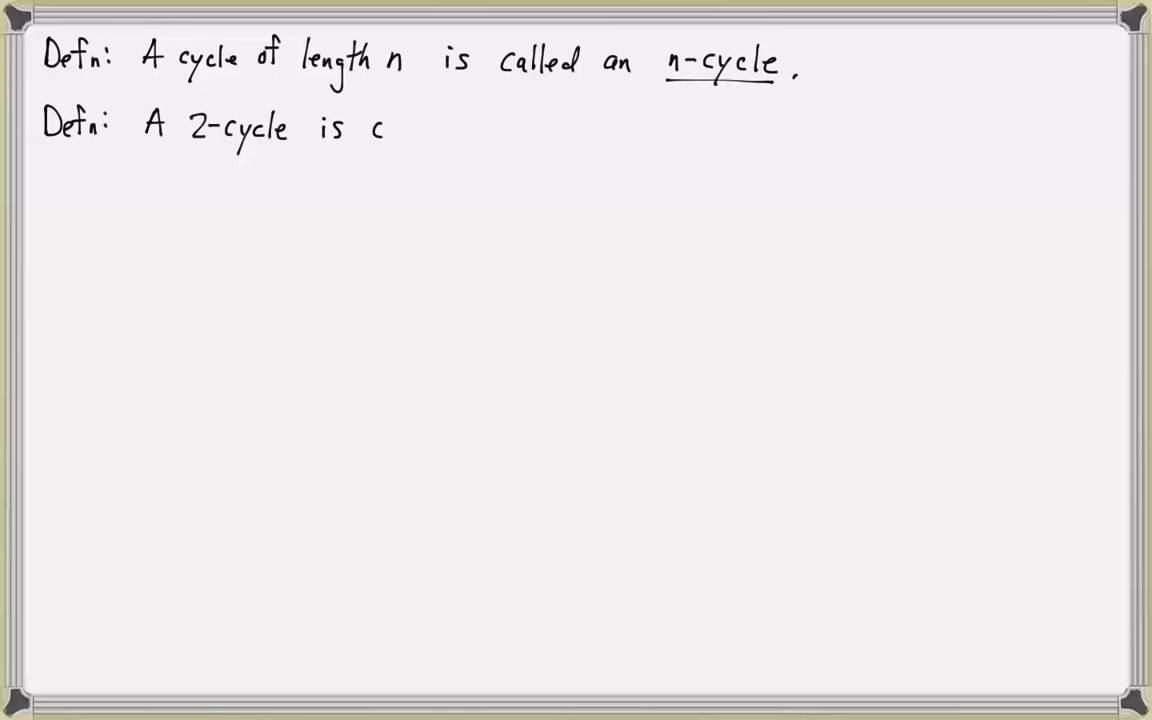 Defn: A cycle of length n is called an n-cycle.
Defn: A 2-cycle is c